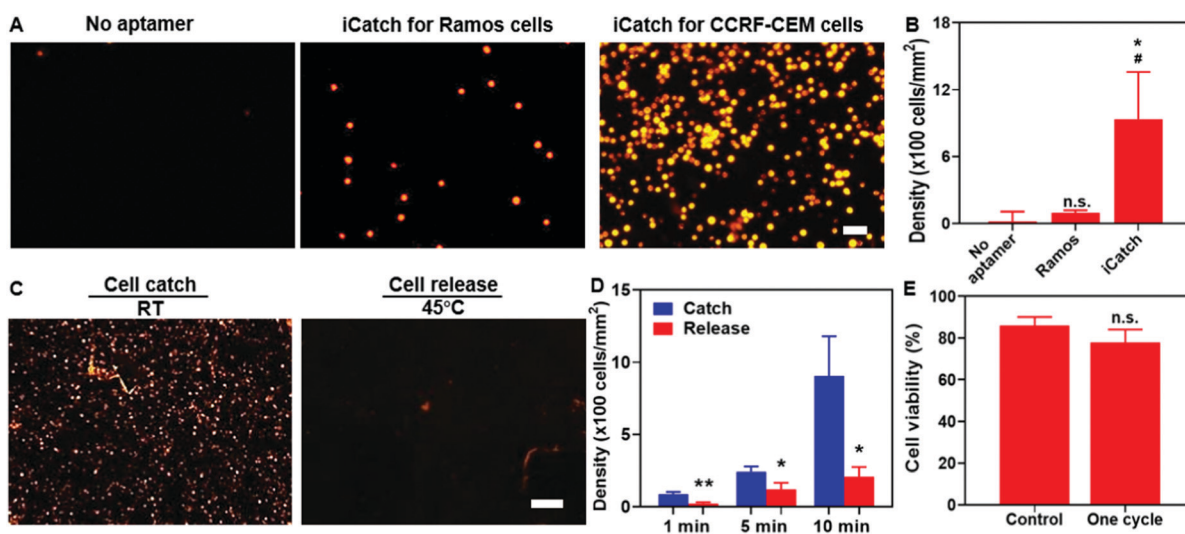 A
No aptamer
iCatch for Ramos cells
iCatch for CCRF-CEM cells
B
Density (x100 cells/mm²)
18
12
6
0
*
#
n.s.
No aptamer
Ramos
iCatch
C
Cell catch
RT
Cell release
45°C
D
Density (x100 cells/mm²)
15
10
5
0
Catch
Release
**
*
*
1 min
5 min
10 min
E
Cell viability (%)
100
80
60
40
20
0
n.s.
Control
One cycle